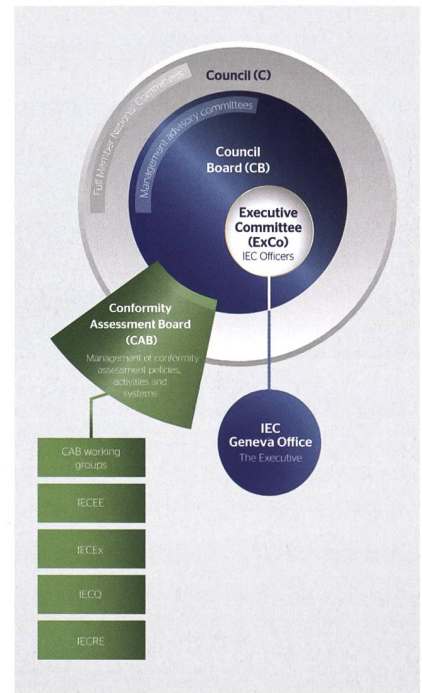 Council (C)
Full Member National Committees
Management advisory committees
Council
Board (CB)
Executive
Committee
(ExCo)
IEC Officers
Conformity
Assessment Board
(CAB)
Management of conformity
assessment policies,
activities and
systems
IEC
Geneva Office
The Executive
CAB working
groups
IECEE
IECEx
IECQ
IECRE